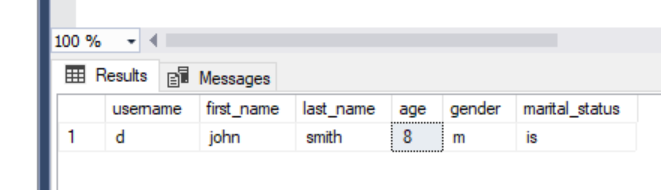 100 %
Results Messages
username first_name last_name age gender marital_status
1 d john smith 8 m is